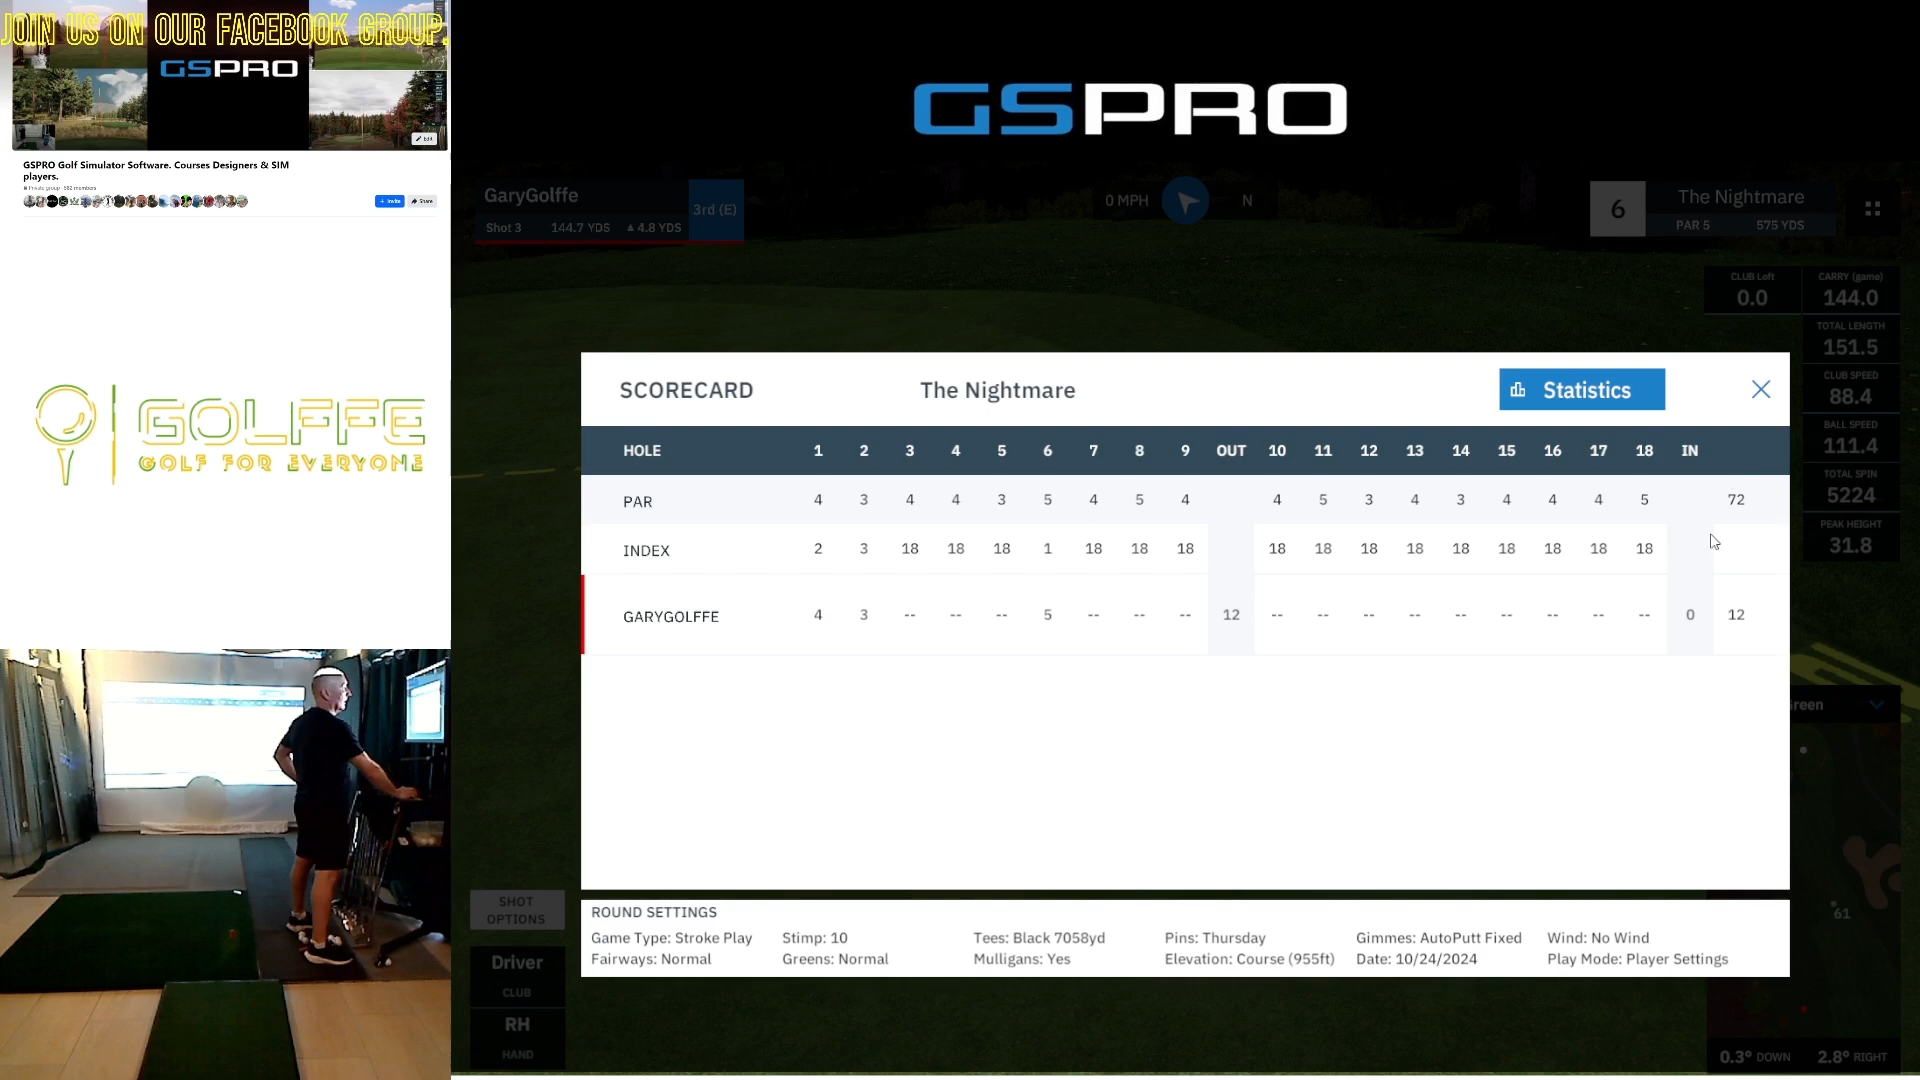 JOIN US ON OUR FACEBOOK GROUP.
GSPRO
Edit
GSPRO Golf Simulator Software. Courses Designers & SIM
players.
Private group · 582 members
+ Invite
Share
GOLFFE
GOLF FOR EVERYONE
GSPRO
GaryGolffe
3rd (E)
Shot 3 144.7 YDS ▲ 4.8 YDS
0 MPH N
6 The Nightmare
PAR 5 575 YDS
CLUB Loft
0.0
CARRY (game)
144.0
TOTAL LENGTH
151.5
CLUB SPEED
88.4
BALL SPEED
111.4
TOTAL SPIN
5224
PEAK HEIGHT
31.8
SCORECARD The Nightmare Statistics
HOLE 1 2 3 4 5 6 7 8 9 OUT 10 11 12 13 14 15 16 17 18 IN
PAR 4 3 4 4 3 5 4 5 4 4 5 3 4 3 4 4 4 5 72
INDEX 2 3 18 18 18 1 18 18 18 18 18 18 18 18 18 18 18 18
GARYGOLFFE 4 3 -- -- -- 5 -- -- -- 12 -- -- -- -- -- -- -- -- -- 0 12
ROUND SETTINGS
Game Type: Stroke Play Stimp: 10 Tees: Black 7058yd Pins: Thursday Gimmes: AutoPutt Fixed Wind: No Wind
Fairways: Normal Greens: Normal Mulligans: Yes Elevation: Course (955ft) Date: 10/24/2024 Play Mode: Player Settings
reen
61
SHOT
OPTIONS
Driver
CLUB
RH
HAND
0.3° DOWN 2.8° RIGHT